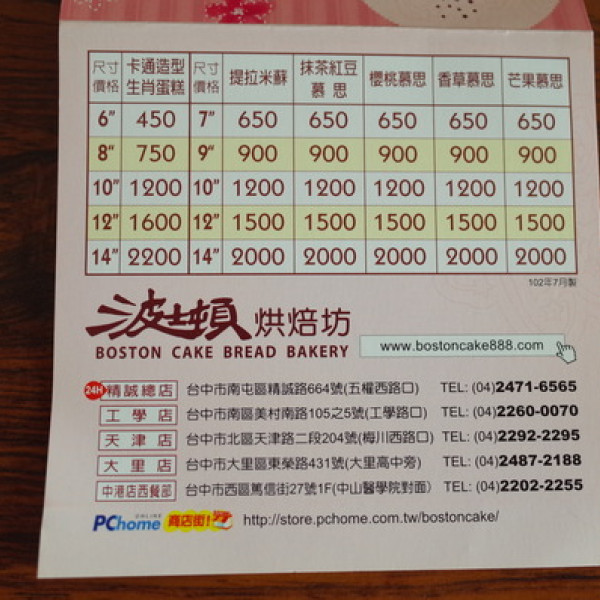 尺寸 價格 卡通造型 生肖蛋糕 尺寸 價格 提拉米蘇 抹茶紅豆 慕思 櫻桃慕思 香草慕思 芒果慕思
6" 450 7" 650 650 650 650 650
8" 750 9" 900 900 900 900 900
10" 1200 10" 1200 1200 1200 1200 1200
12" 1600 12" 1500 1500 1500 1500 1500
14" 2200 14" 2000 2000 2000 2000 2000
102年7月製
波士頓 烘焙坊
BOSTON CAKE BREAD BAKERY www.bostoncake888.com
24H 精誠總店 台中市南屯區精誠路664號(五權西路口) TEL: (04)2471-6565
工學店 台中市南區美村南路105之5號(工學路口) TEL: (04)2260-0070
天津店 台中市北區天津路二段204號(梅川西路口) TEL: (04)2292-2295
大里店 台中市大里區東榮路431號(大里高中旁) TEL: (04)2487-2188
中港店西餐部 台中市西區篤信街27號1F(中山醫學院對面) TEL: (04)2202-2255
PChome ONLINE 商店街! http://store.pchome.com.tw/bostoncake/